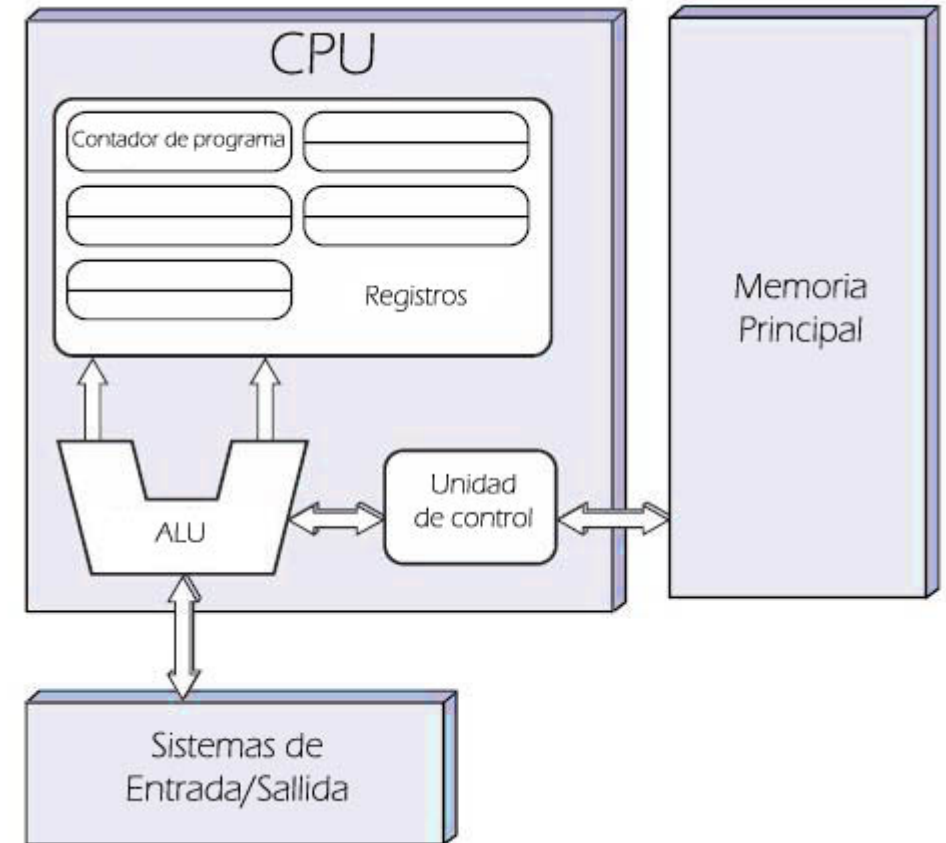 CPU
Contador de programa
Registros
Memoria
Principal
ALU
Unidad
de control
Sistemas de
Entrada/Sallida